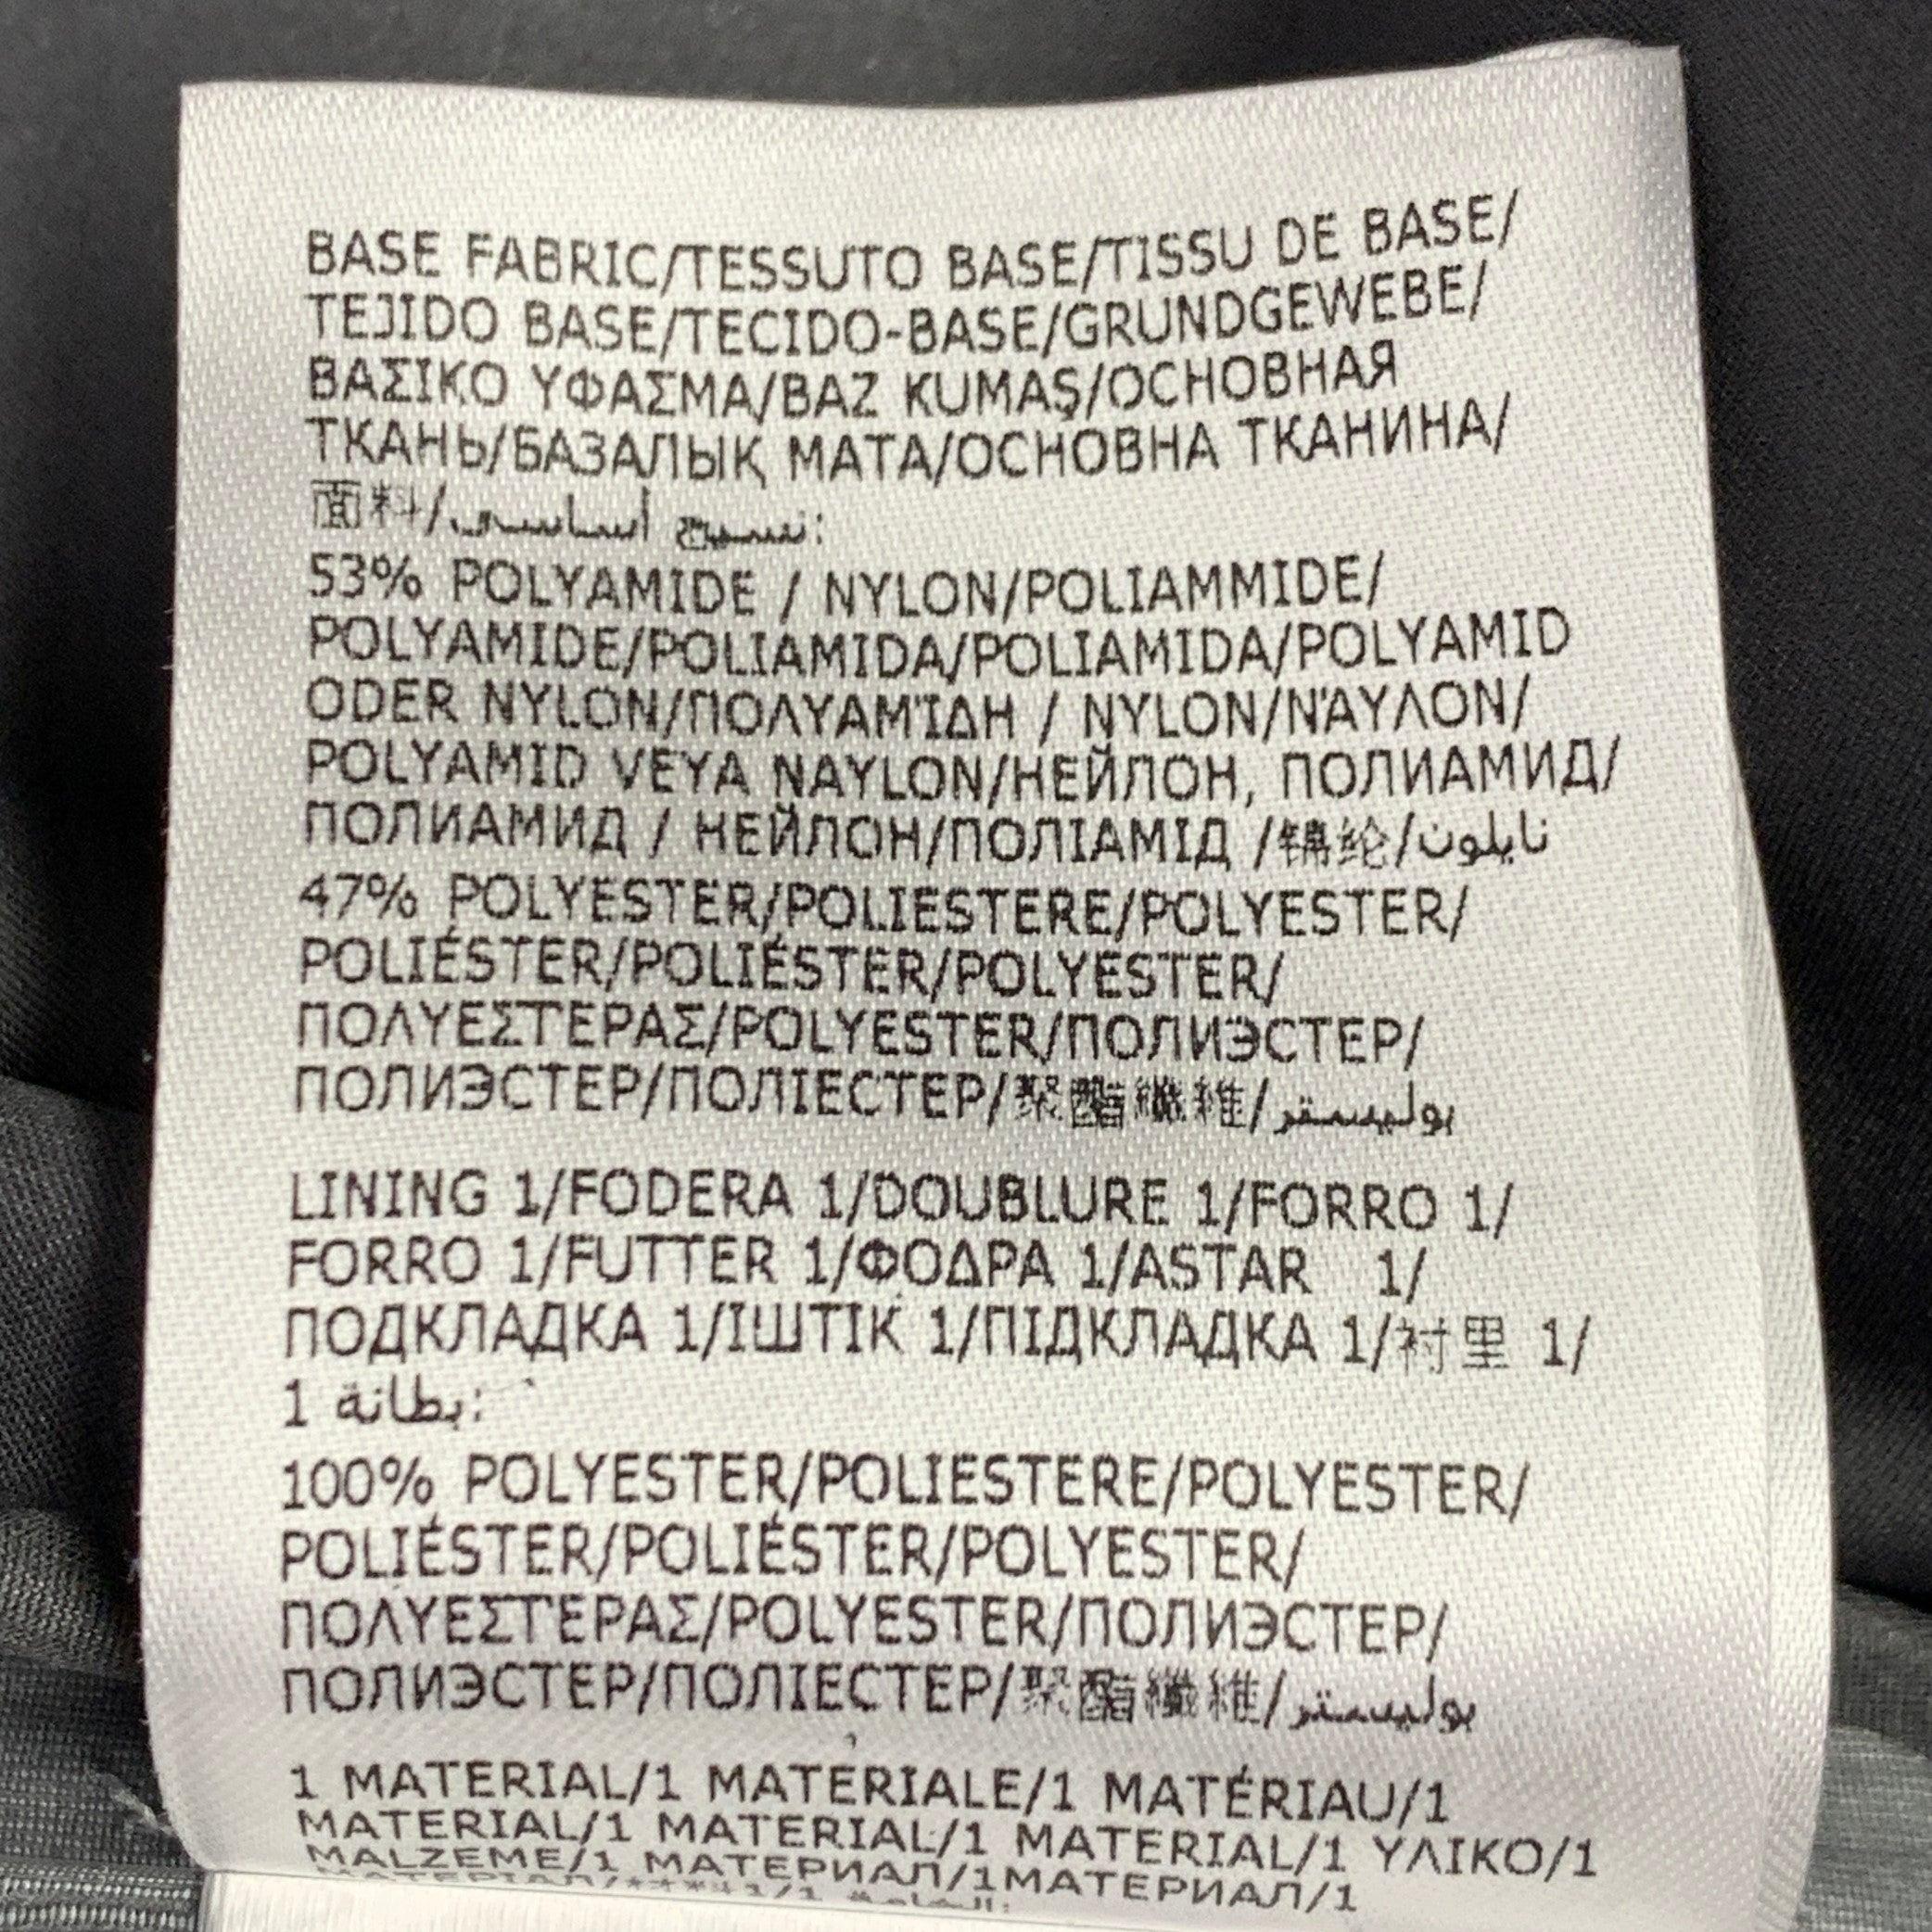 BASE FABRIC/TESSUTO BASE/TISSU DE BASE/
TEJIDO BASE/TECIDO-BASE/GRUNDGEWEBE/
ΒΑΣΙΚΟ ΥΦΑΣΜΑ/BAZ KUMAŞ/ОСНОВНАЯ
ТКАНЬ/БАЗАЛЫҚ МАТА/ОСНОВНА ТКАНИНА/
面料/نسيج أساسي:
53% POLYAMIDE / NYLON/POLIAMMIDE/
POLYAMIDE/POLIAMIDA/POLIAMIDA/POLYAMID
ODER NYLON/ΠΟΛΥΑΜΊΔΗ / NYLON/ΝΆΥΛΟΝ/
POLYAMID VEYA NAYLON/НЕЙЛОН, ПОЛИАМИД/
ПОЛИАМИД / НЕЙЛОН/ПОЛІАМІД /锦纶/نايلون
47% POLYESTER/POLIESTERE/POLYESTER/
POLIÉSTER/POLIÉSTER/POLYESTER/
ΠΟΛΥΕΣΤΕΡΑΣ/POLYESTER/ПОЛИЭСТЕР/
ПОЛИЭСТЕР/ПОЛІЕСТЕР/聚酯纖維/بوليستر
LINING 1/FODERA 1/DOUBLURE 1/FORRO 1/
FORRO 1/FUTTER 1/ΦΟΔΡΑ 1/ASTAR 1/
ПОДКЛАДКА 1/ІШТІК 1/ПІДКЛАДКА 1/衬里 1/
1 بطانة:
100% POLYESTER/POLIESTERE/POLYESTER/
POLIÉSTER/POLIÉSTER/POLYESTER/
ΠΟΛΥΕΣΤΕΡΑΣ/POLYESTER/ПОЛИЭСТЕР/
ПОЛИЭСТЕР/ПОЛІЕСТЕР/聚酯纖維/بوليستر
1 MATERIAL/1 MATERIALE/1 MATÉRIAU/1
MATERIAL/1 MATERIAL/1 MATERIAL/1 ΥΛΙΚΟ/1
MALZEME/1 МАТЕРИАЛ/1МАТЕРИАЛ/1